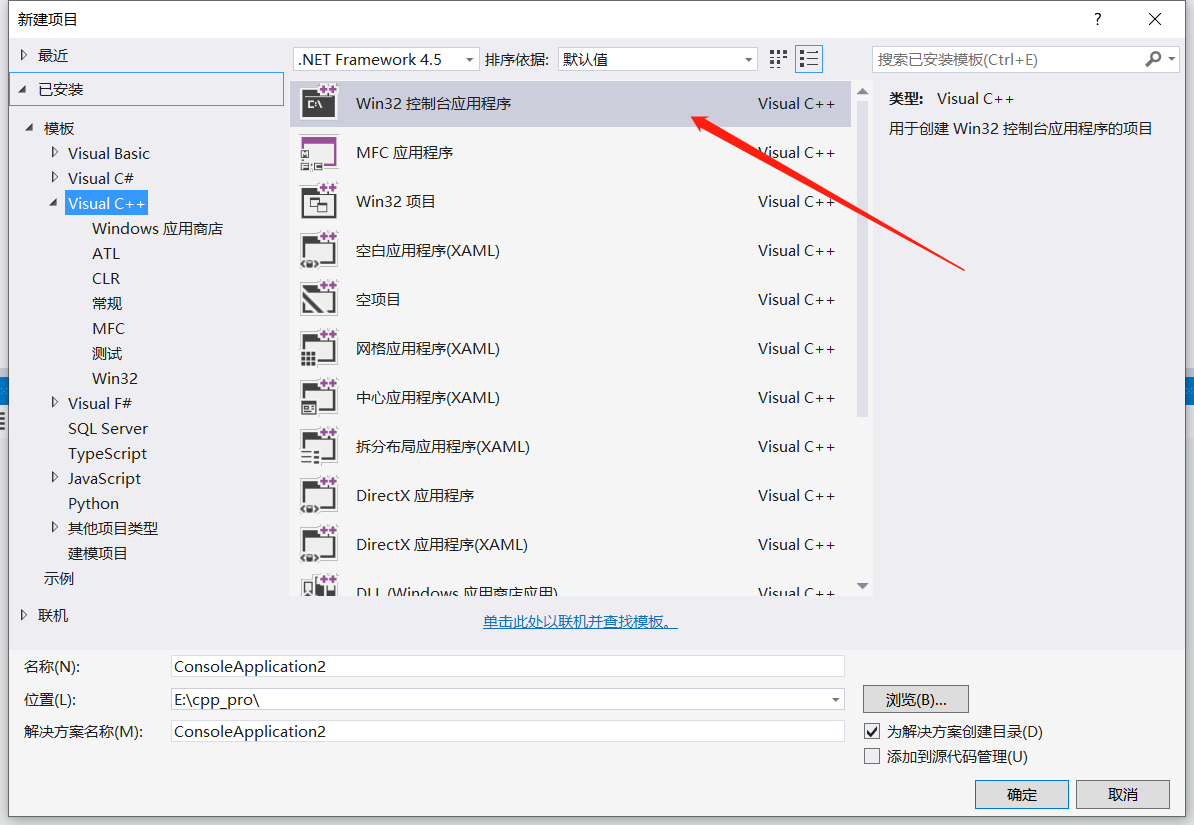 新建项目
?
最近
已安装
模板
Visual Basic
Visual C#
Visual C++
Windows 应用商店
ATL
CLR
常规
MFC
测试
Win32
Visual F#
SQL Server
TypeScript
JavaScript
Python
其他项目类型
建模项目
示例
联机
.NET Framework 4.5 排序依据: 默认值
Win32 控制台应用程序 Visual C++
MFC 应用程序 Visual C++
Win32 项目 Visual C++
空白应用程序(XAML) Visual C++
空项目 Visual C++
网格应用程序(XAML) Visual C++
中心应用程序(XAML) Visual C++
拆分布局应用程序(XAML) Visual C++
DirectX 应用程序 Visual C++
DirectX 应用程序(XAML) Visual C++
DLL (Windows 应用商店应用) Visual C++
单击此处以联机并查找模板。
搜索已安装模板(Ctrl+E)
类型: Visual C++
用于创建 Win32 控制台应用程序的项目
名称(N): ConsoleApplication2
位置(L): E:\cpp_pro\ 浏览(B)...
解决方案名称(M): ConsoleApplication2 为解决方案创建目录(D)
添加到源代码管理(U)
确定 取消